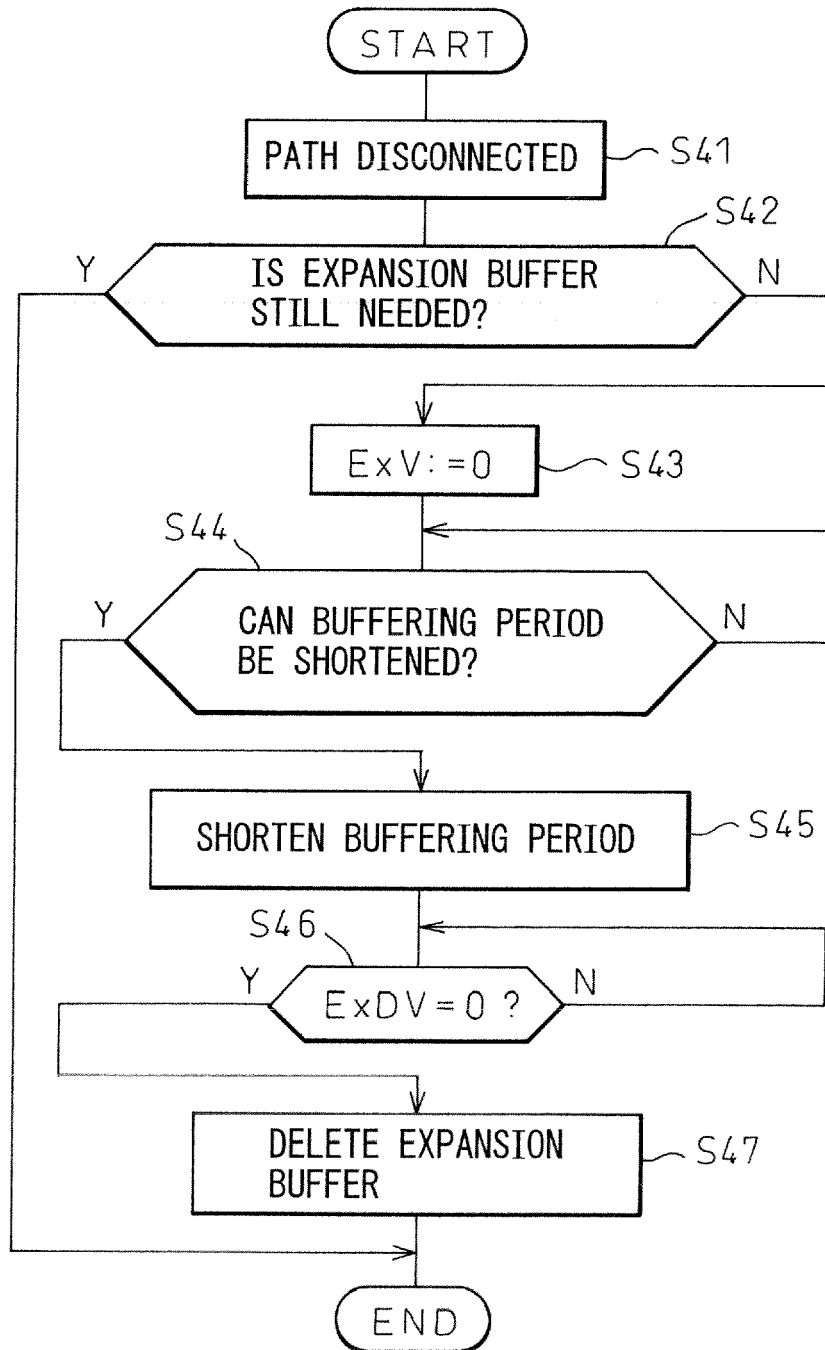 START
PATH DISCONNECTED
S41
S42
Y
IS EXPANSION BUFFER
STILL NEEDED?
N
ExV:=0
S43
S44
Y
CAN BUFFERING PERIOD
BE SHORTENED?
N
SHORTEN BUFFERING PERIOD
S45
S46
Y
ExDV=0 ?
N
DELETE EXPANSION
BUFFER
S47
END